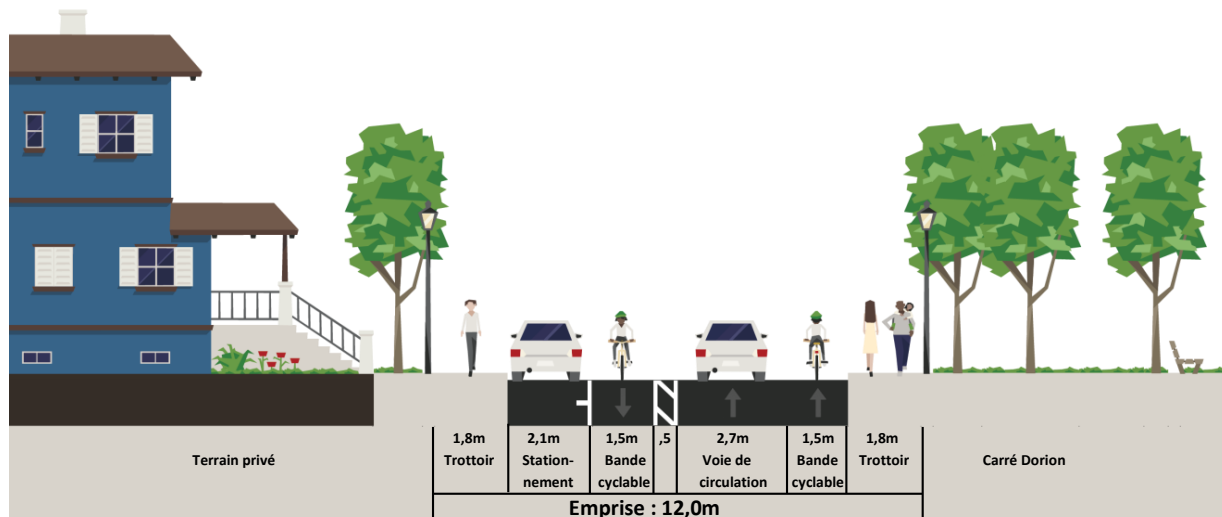 Terrain privé
1,8m
Trottoir
2,1m
Station-
nement
1,5m
Bande
cyclable
,5
2,7m
Voie de
circulation
1,5m
Bande
cyclable
1,8m
Trottoir
Carré Dorion
Emprise : 12,0m